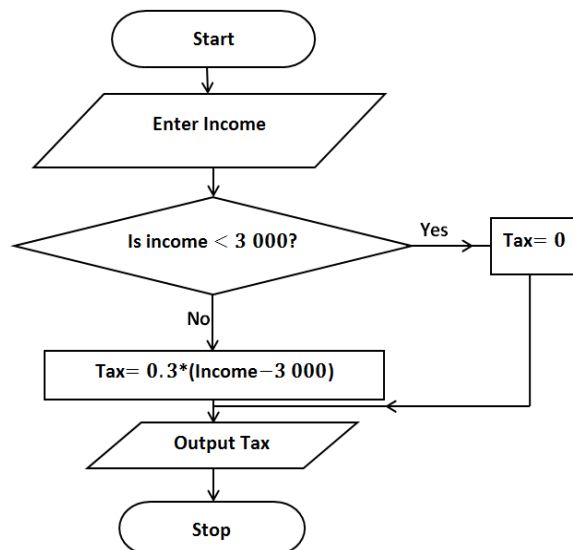 Start
Enter Income
Is income < 3 000?
Yes
Tax= 0
No
Tax= 0.3*(Income−3 000)
Output Tax
Stop